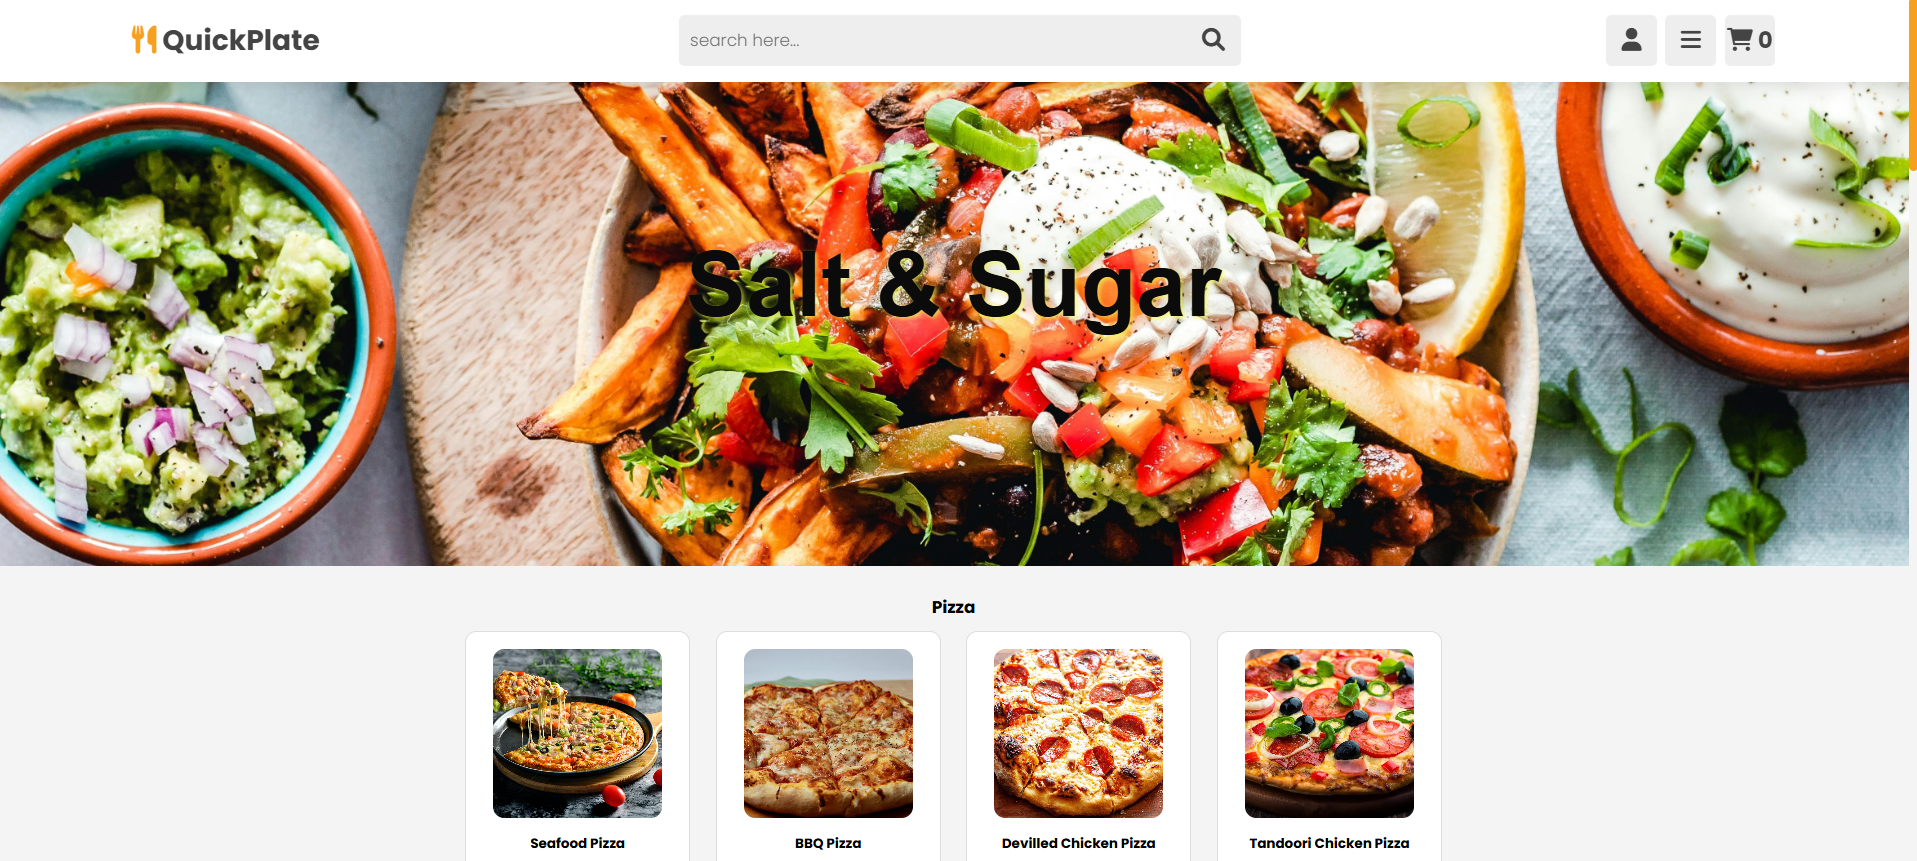 QuickPlate
search here...
0
Salt & Sugar
Pizza
Seafood Pizza
BBQ Pizza
Devilled Chicken Pizza
Tandoori Chicken Pizza